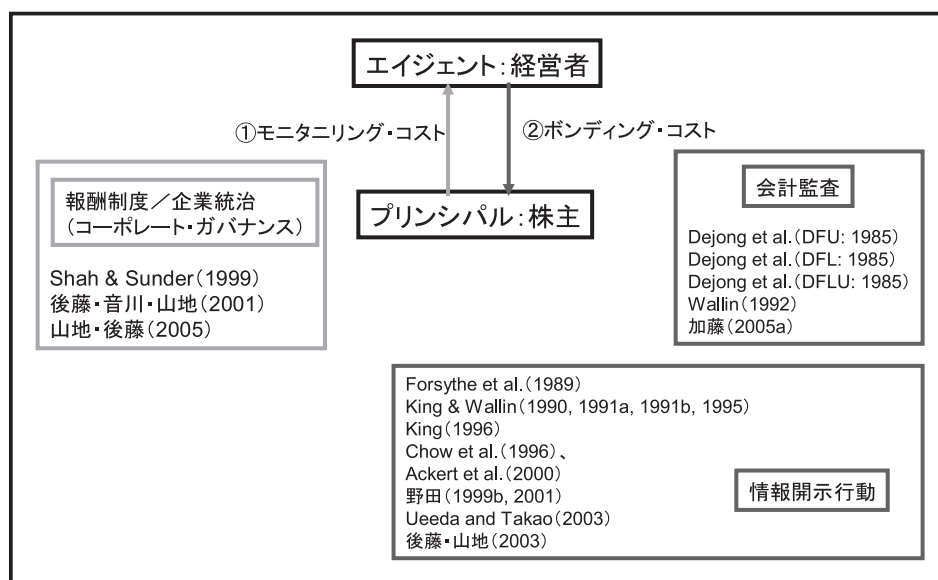 エイジェント：経営者
①モニタニリング・コスト
②ボンディング・コスト
プリンシパル：株主
報酬制度／企業統治
（コーポレート・ガバナンス）
Shah & Sunder（1999）
後藤・音川・山地（2001）
山地・後藤（2005）
会計監査
Dejong et al.（DFU: 1985）
Dejong et al.（DFL: 1985）
Dejong et al.（DFLU: 1985）
Wallin（1992）
加藤（2005a）
Forsythe et al.（1989）
King & Wallin（1990, 1991a, 1991b, 1995）
King（1996）
Chow et al.（1996）、
Ackert et al.（2000）
野田（1999b, 2001）
Ueeda and Takao（2003）
後藤・山地（2003）
情報開示行動